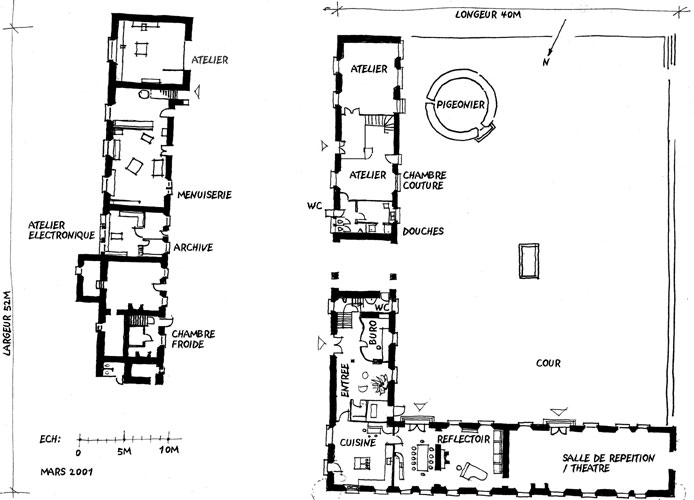 LONGEUR 40M
N
ATELIER
ATELIER
PIGEONIER
MENUISERIE
ATELIER
CHAMBRE
COUTURE
WC
DOUCHES
ATELIER
ELECTRONIQUE
ARCHIVE
LARGEUR 52M
CHAMBRE
FROIDE
WC
BURO
ENTREE
COUR
ECH:
0
5M
10M
MARS 2001
CUISINE
REFLECTOIR
SALLE DE REPEITION
/ THEATRE